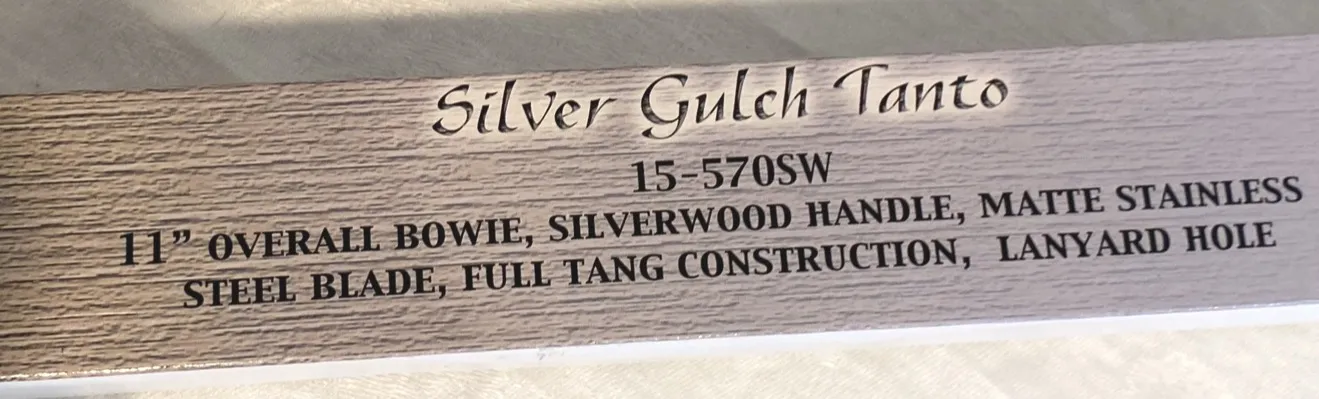 Silver Gulch Tanto
15-570SW
11” OVERALL BOWIE, SILVERWOOD HANDLE, MATTE STAINLESS
STEEL BLADE, FULL TANG CONSTRUCTION, LANYARD HOLE